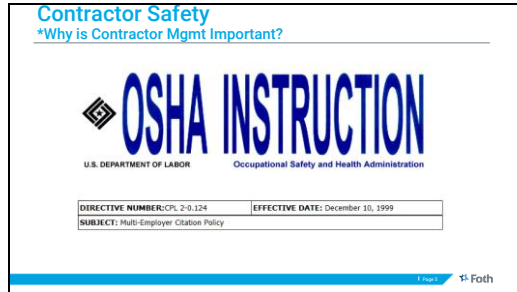 Contractor Safety
*Why is Contractor Mgmt Important?
OSHA INSTRUCTION
U.S. DEPARTMENT OF LABOR Occupational Safety and Health Administration
DIRECTIVE NUMBER:CPL 2-0.124 EFFECTIVE DATE: December 10, 1999
SUBJECT: Multi-Employer Citation Policy
Foth